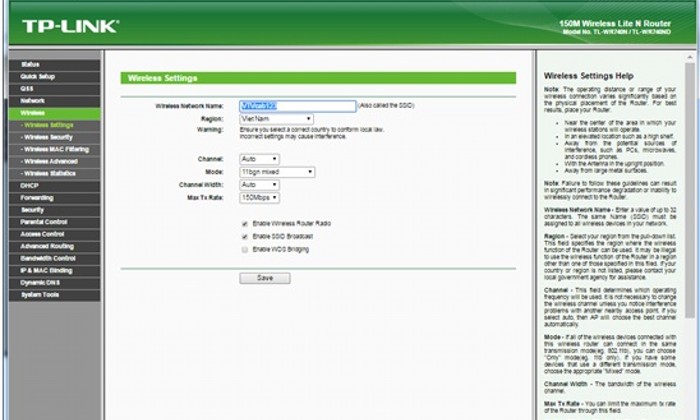 TP-LINK
150M Wireless Lite N Router
Model No. TL-WR740N / TL-WR740ND
Status
Quick Setup
QSS
Network
Wireless
- Wireless Settings
- Wireless Security
- Wireless MAC Filtering
- Wireless Advanced
- Wireless Statistics
DHCP
Forwarding
Security
Parental Control
Access Control
Advanced Routing
Bandwidth Control
IP & MAC Binding
Dynamic DNS
System Tools
Wireless Settings
Wireless Network Name:
(Also called the SSID)
Region:
VietNam
Warning:
Ensure you select a correct country to conform local law.
Incorrect settings may cause interference.
Channel:
Auto
Mode:
11bgn mixed
Channel Width:
Auto
Max Tx Rate:
150Mbps
Enable Wireless Router Radio
Enable SSID Broadcast
Enable WDS Bridging
Save
Wireless Settings Help
Note: The operating distance or range of your
wireless connection varies significantly based on
the physical placement of the Router. For best
results, place your Router.
• Near the center of the area in which your
wireless stations will operate.
• In an elevated location such as a high shelf.
• Away from the potential sources of
interference, such as PCs, microwaves,
and cordless phones.
• With the Antenna in the upright position.
• Away from large metal surfaces.
Note: Failure to follow these guidelines can result
in significant performance degradation or inability to
wirelessly connect to the Router.
Wireless Network Name - Enter a value of up to 32
characters. The same Name (SSID) must be
assigned to all wireless devices in your network.
Region - Select your region from the pull-down list.
This field specifies the region where the wireless
function of the Router can be used. It may be illegal
to use the wireless function of the Router in a region
other than one of those specified in this filed. If your
country or region is not listed, please contact your
local government agency for assistance.
Channel - This field determines which operating
frequency will be used. It is not necessary to change
the wireless channel unless you notice interference
problems with another nearby access point. If you
select auto, then AP will choose the best channel
automatically.
Mode - If all of the wireless devices connected with
this wireless router can connect in the same
transmission mode(eg. 802.11b), you can choose
"Only" mode(eg. 11b only). If you have some
devices that use a different transmission mode,
choose the appropriate "Mixed" mode.
Channel Width - The bandwidth of the wireless
channel.
Max Tx Rate - You can limit the maximum tx rate
of the Router through this field.